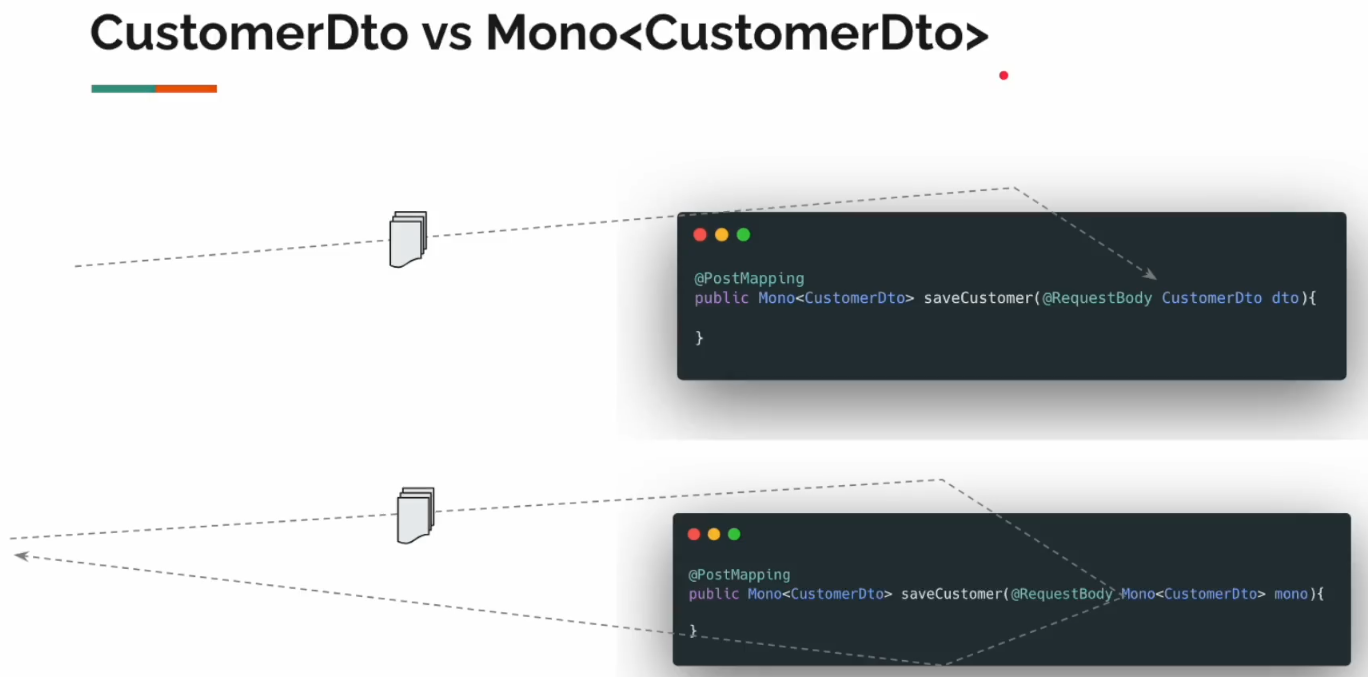 CustomerDto vs Mono<CustomerDto>
@PostMapping
public Mono<CustomerDto> saveCustomer(@RequestBody CustomerDto dto){
}
@PostMapping
public Mono<CustomerDto> saveCustomer(@RequestBody Mono<CustomerDto> mono){
}